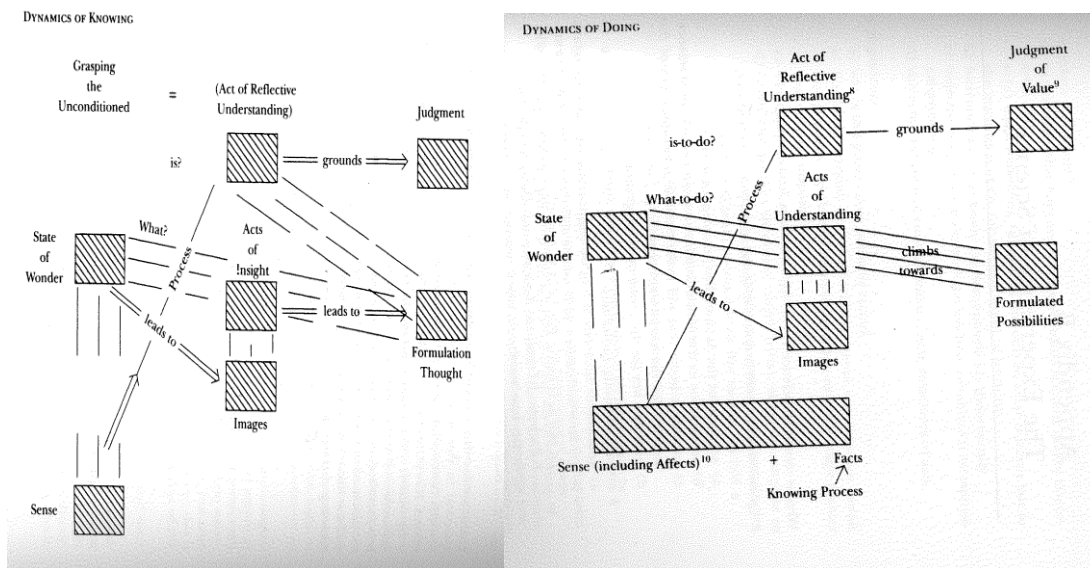 DYNAMICS OF KNOWING
Grasping
the
Unconditioned
=
(Act of Reflective
Understanding)
Judgment
is?
grounds
What?
State
of
Wonder
Acts
of
Insight
Process
leads to
leads to
Formulation
Thought
Images
Sense
DYNAMICS OF DOING
Act of
Reflective
Understanding⁸
Judgment
of
Value⁹
is-to-do?
grounds
Process
What-to-do?
Acts
of
Understanding
State
of
Wonder
climbs
towards
leads to
Formulated
Possibilities
Images
Sense (including Affects)¹⁰ + Facts
Knowing Process